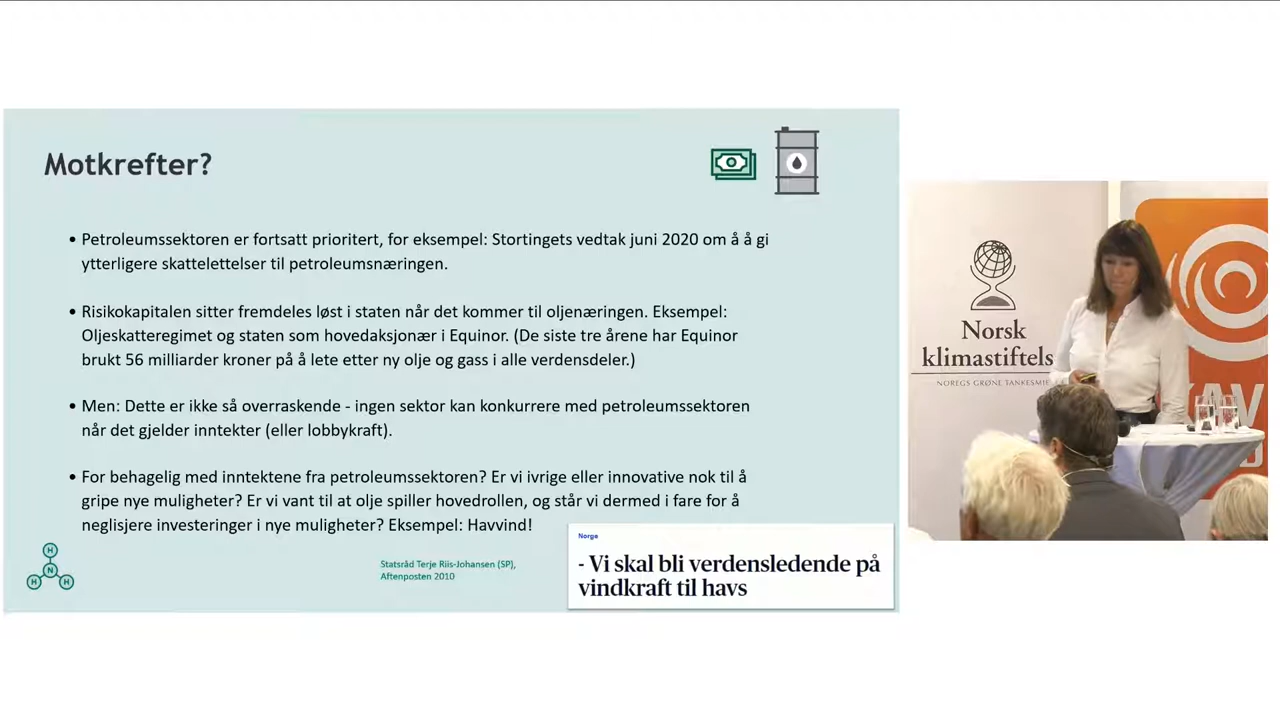 Motkrefter?
• Petroleumssektoren er fortsatt prioritert, for eksempel: Stortingets vedtak juni 2020 om å å gi
ytterligere skattelettelser til petroleumsnæringen.
• Risikokapitalen sitter fremdeles løst i staten når det kommer til oljenæringen. Eksempel:
Oljeskatteregimet og staten som hovedaksjonær i Equinor. (De siste tre årene har Equinor
brukt 56 milliarder kroner på å lete etter ny olje og gass i alle verdensdeler.)
• Men: Dette er ikke så overraskende - ingen sektor kan konkurrere med petroleumssektoren
når det gjelder inntekter (eller lobbykraft).
• For behagelig med inntektene fra petroleumssektoren? Er vi ivrige eller innovative nok til å
gripe nye muligheter? Er vi vant til at olje spiller hovedrollen, og står vi dermed i fare for å
neglisjere investeringer i nye muligheter? Eksempel: Havvind!
H
N
H H
Statsråd Terje Riis-Johansen (SP),
Aftenposten 2010
Norge
- Vi skal bli verdensledende på
vindkraft til havs
Norsk
klimastiftels
NOREGS GRØNE TANKESMIE